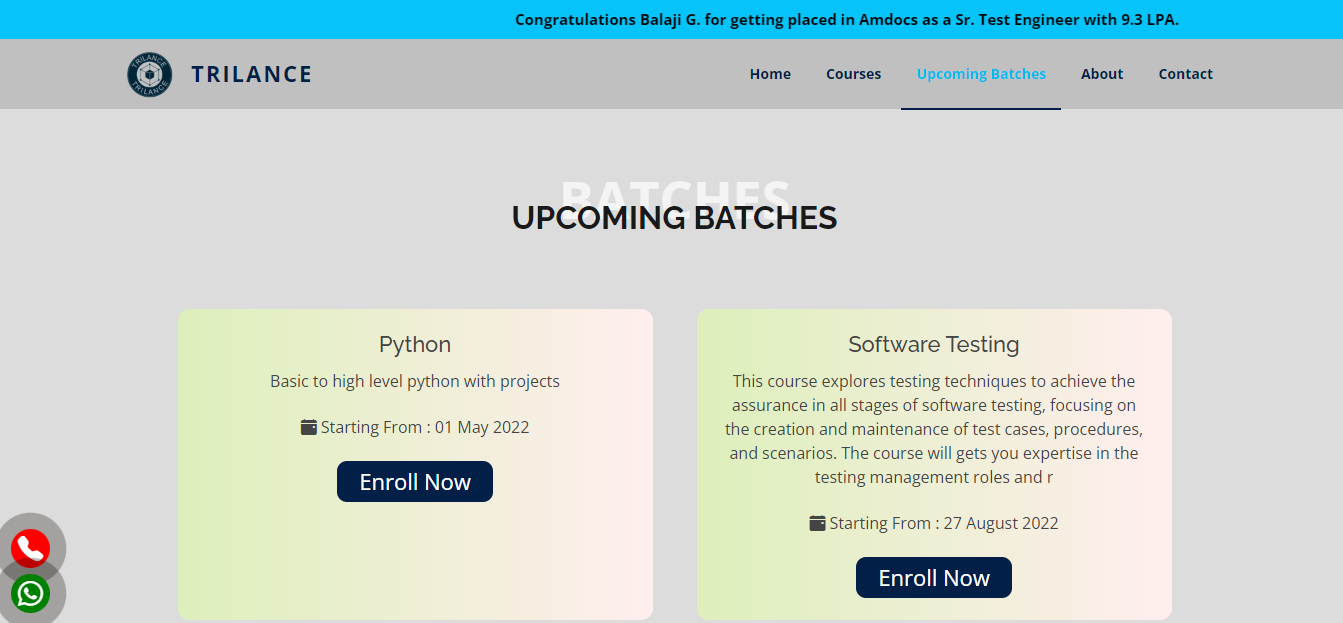 Congratulations Balaji G. for getting placed in Amdocs as a Sr. Test Engineer with 9.3 LPA.
TRILANCE
TRILANCE
TRILANCE
Home
Courses
Upcoming Batches
About
Contact
BATCHES
UPCOMING BATCHES
Python
Basic to high level python with projects
Starting From : 01 May 2022
Enroll Now
Software Testing
This course explores testing techniques to achieve the
assurance in all stages of software testing, focusing on
the creation and maintenance of test cases, procedures,
and scenarios. The course will gets you expertise in the
testing management roles and r
Starting From : 27 August 2022
Enroll Now